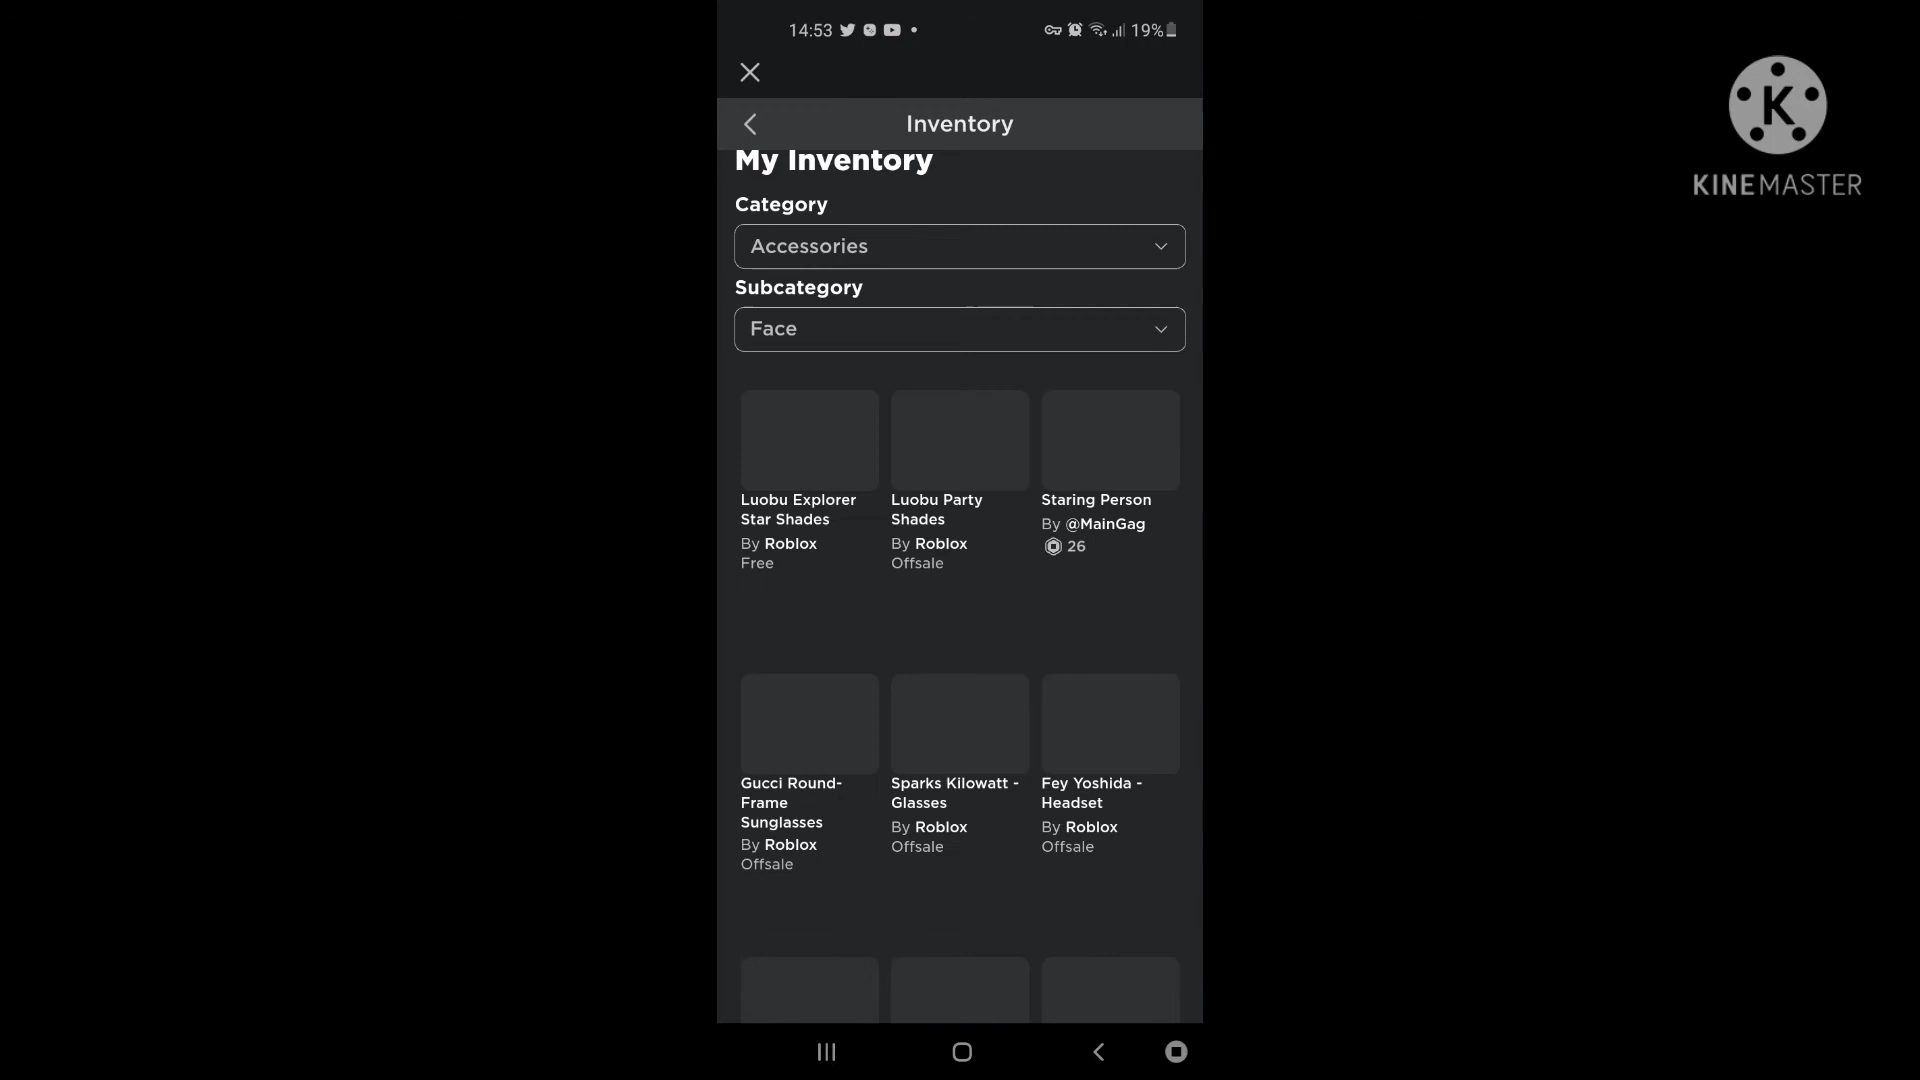 14:53
19%
Inventory
My Inventory
Category
Accessories
Subcategory
Face
Luobu Explorer
Star Shades
By Roblox
Free
Luobu Party
Shades
By Roblox
Offsale
Staring Person
By @MainGag
26
Gucci Round-
Frame
Sunglasses
By Roblox
Offsale
Sparks Kilowatt -
Glasses
By Roblox
Offsale
Fey Yoshida -
Headset
By Roblox
Offsale
K
KINEMASTER